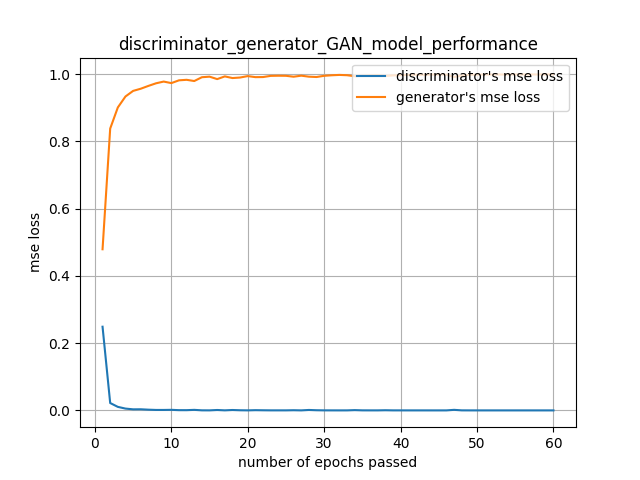 discriminator_generator_GAN_model_performance
discriminator's mse loss
generator's mse loss
mse loss
1.0
0.8
0.6
0.4
0.2
0.0
0 10 20 30 40 50 60
number of epochs passed